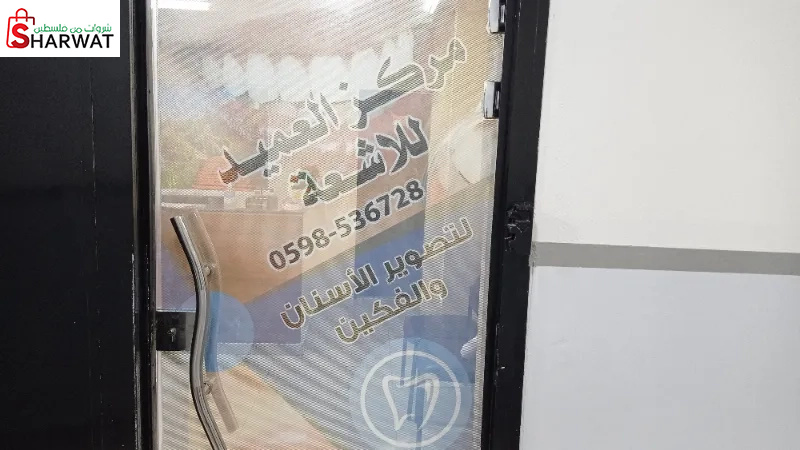 شروات من فلسطين
SHARWAT
مركز العميد
للاشعة
0598-536728
لتصوير الأسنان
والفكين